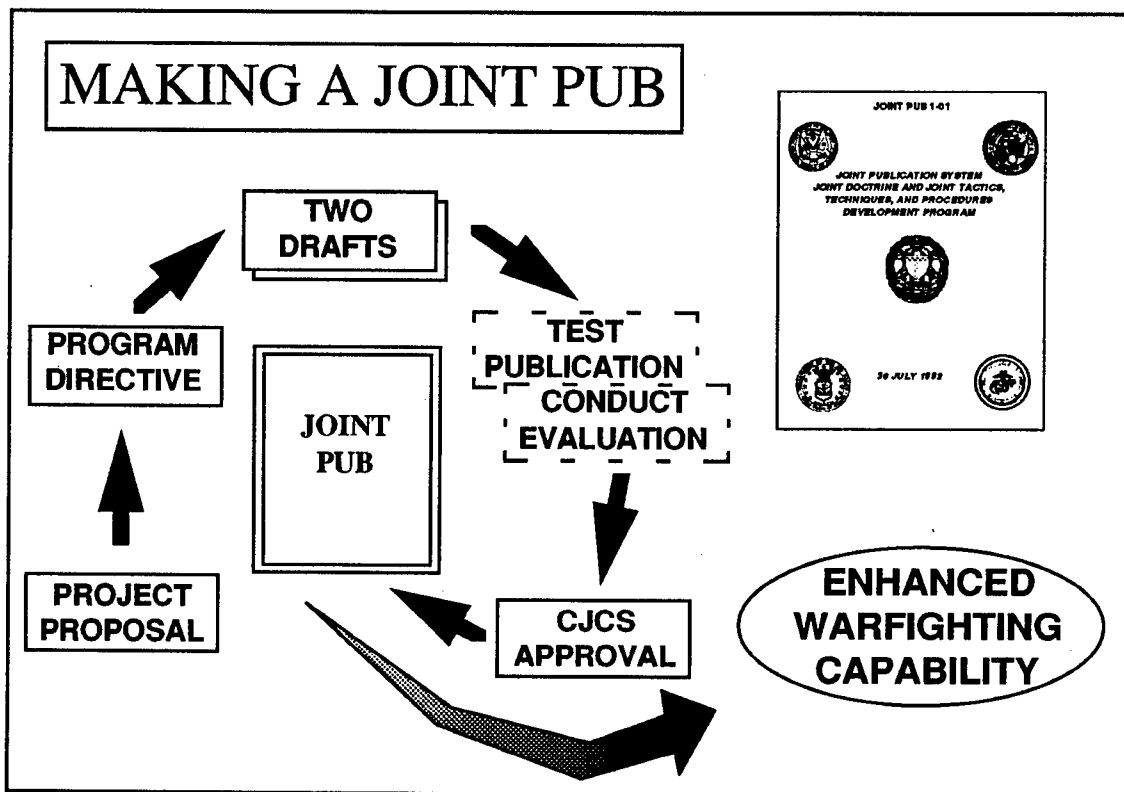 MAKING A JOINT PUB
JOINT PUB 1-01
JOINT PUBLICATION SYSTEM
JOINT DOCTRINE AND JOINT TACTICS,
TECHNIQUES, AND PROCEDURES
DEVELOPMENT PROGRAM
30 JULY 1992
TWO
DRAFTS
PROGRAM
DIRECTIVE
TEST
PUBLICATION
CONDUCT
EVALUATION
JOINT
PUB
PROJECT
PROPOSAL
CJCS
APPROVAL
ENHANCED
WARFIGHTING
CAPABILITY